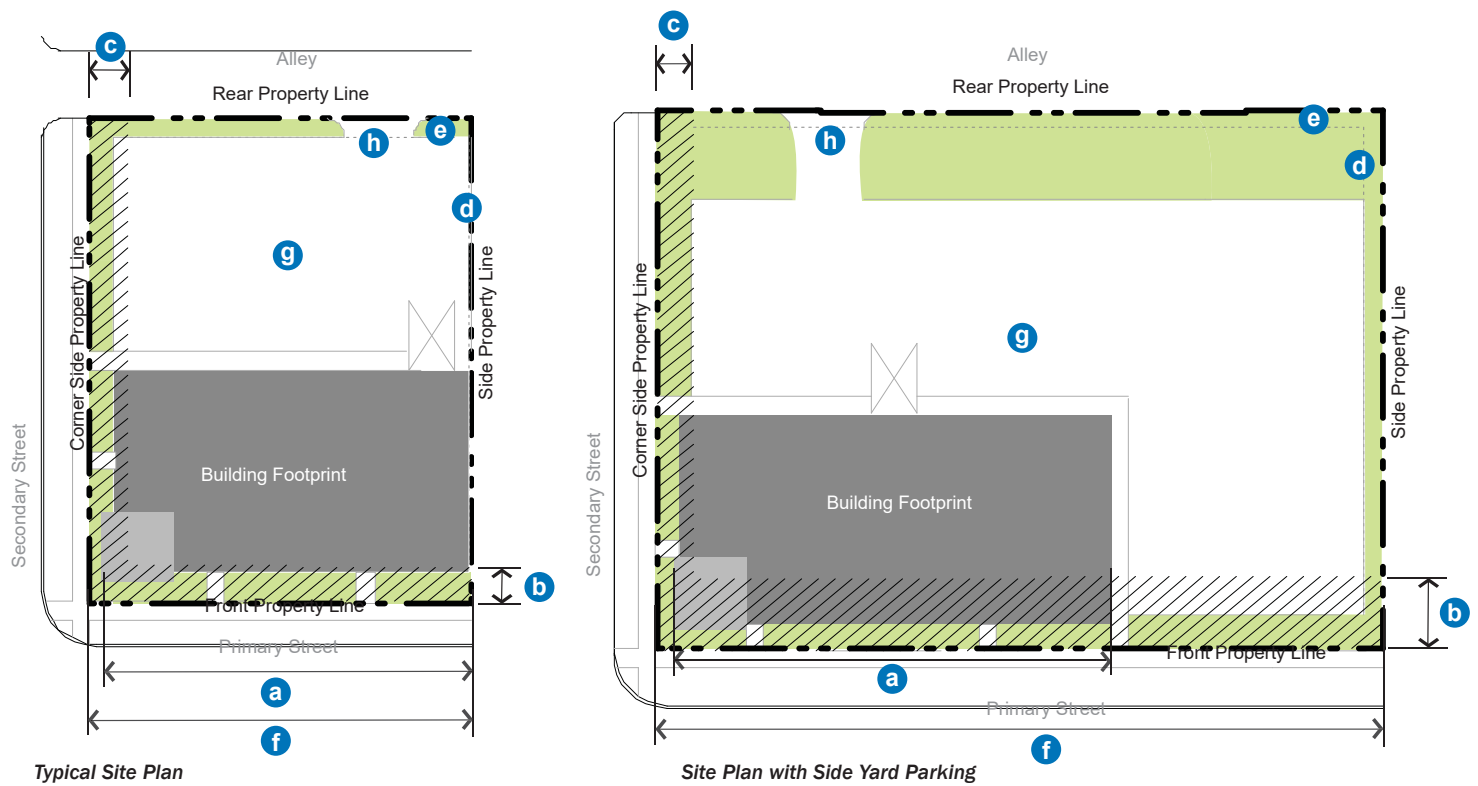 c
Alley
Rear Property Line
e
h
d
g
Corner Side Property Line
Side Property Line
Secondary Street
Building Footprint
b
Front Property Line
Primary Street
a
f
Typical Site Plan
c
Alley
Rear Property Line
e
h
d
g
Corner Side Property Line
Side Property Line
Secondary Street
Building Footprint
b
Front Property Line
a
Primary Street
f
Site Plan with Side Yard Parking